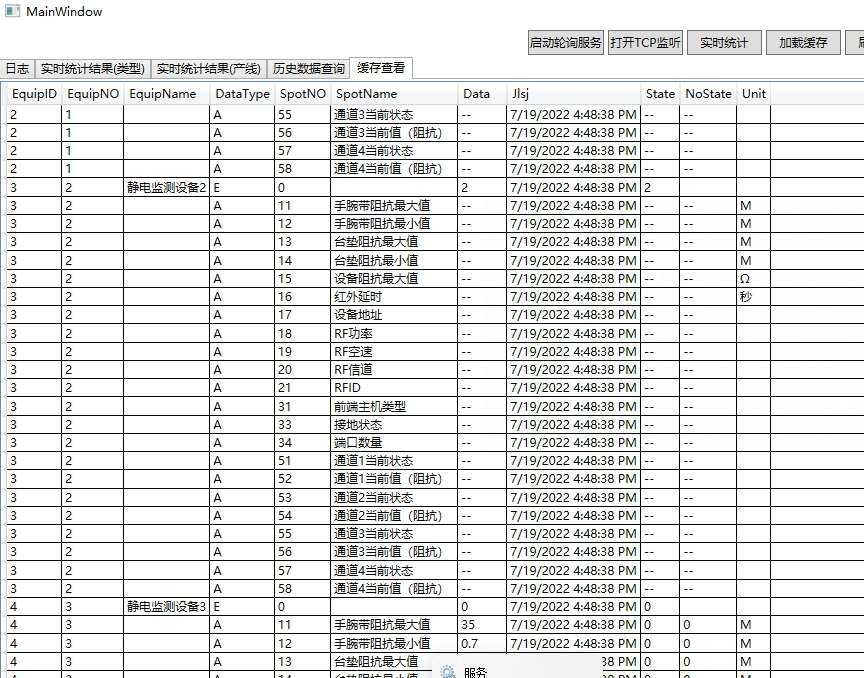 MainWindow
启动轮询服务 打开TCP监听 实时统计 加载缓存
日志 实时统计结果(类型) 实时统计结果(产线) 历史数据查询 缓存查看
EquipID EquipNO EquipName DataType SpotNO SpotName Data Jlsj State NoState Unit
2 1 A 55 通道3当前状态 -- 7/19/2022 4:48:38 PM -- --
2 1 A 56 通道3当前值（阻抗） -- 7/19/2022 4:48:38 PM -- --
2 1 A 57 通道4当前状态 -- 7/19/2022 4:48:38 PM -- --
2 1 A 58 通道4当前值（阻抗） -- 7/19/2022 4:48:38 PM -- --
3 2 静电监测设备2 E 0 2 7/19/2022 4:48:38 PM 2
3 2 A 11 手腕带阻抗最大值 -- 7/19/2022 4:48:38 PM -- -- M
3 2 A 12 手腕带阻抗最小值 -- 7/19/2022 4:48:38 PM -- -- M
3 2 A 13 台垫阻抗最大值 -- 7/19/2022 4:48:38 PM -- -- M
3 2 A 14 台垫阻抗最小值 -- 7/19/2022 4:48:38 PM -- -- M
3 2 A 15 设备阻抗最大值 -- 7/19/2022 4:48:38 PM -- -- Ω
3 2 A 16 红外延时 -- 7/19/2022 4:48:38 PM -- -- 秒
3 2 A 17 设备地址 -- 7/19/2022 4:48:38 PM -- --
3 2 A 18 RF功率 -- 7/19/2022 4:48:38 PM -- --
3 2 A 19 RF空速 -- 7/19/2022 4:48:38 PM -- --
3 2 A 20 RF信道 -- 7/19/2022 4:48:38 PM -- --
3 2 A 21 RFID -- 7/19/2022 4:48:38 PM -- --
3 2 A 31 前端主机类型 -- 7/19/2022 4:48:38 PM -- --
3 2 A 33 接地状态 -- 7/19/2022 4:48:38 PM -- --
3 2 A 34 端口数量 -- 7/19/2022 4:48:38 PM -- --
3 2 A 51 通道1当前状态 -- 7/19/2022 4:48:38 PM -- --
3 2 A 52 通道1当前值（阻抗） -- 7/19/2022 4:48:38 PM -- --
3 2 A 53 通道2当前状态 -- 7/19/2022 4:48:38 PM -- --
3 2 A 54 通道2当前值（阻抗） -- 7/19/2022 4:48:38 PM -- --
3 2 A 55 通道3当前状态 -- 7/19/2022 4:48:38 PM -- --
3 2 A 56 通道3当前值（阻抗） -- 7/19/2022 4:48:38 PM -- --
3 2 A 57 通道4当前状态 -- 7/19/2022 4:48:38 PM -- --
3 2 A 58 通道4当前值（阻抗） -- 7/19/2022 4:48:38 PM -- --
4 3 静电监测设备3 E 0 0 7/19/2022 4:48:38 PM 0
4 3 A 11 手腕带阻抗最大值 35 7/19/2022 4:48:38 PM 0 0 M
4 3 A 12 手腕带阻抗最小值 0.7 7/19/2022 4:48:38 PM 0 0 M
4 3 A 13 台垫阻抗最大值 38 PM 0 0 M
服务